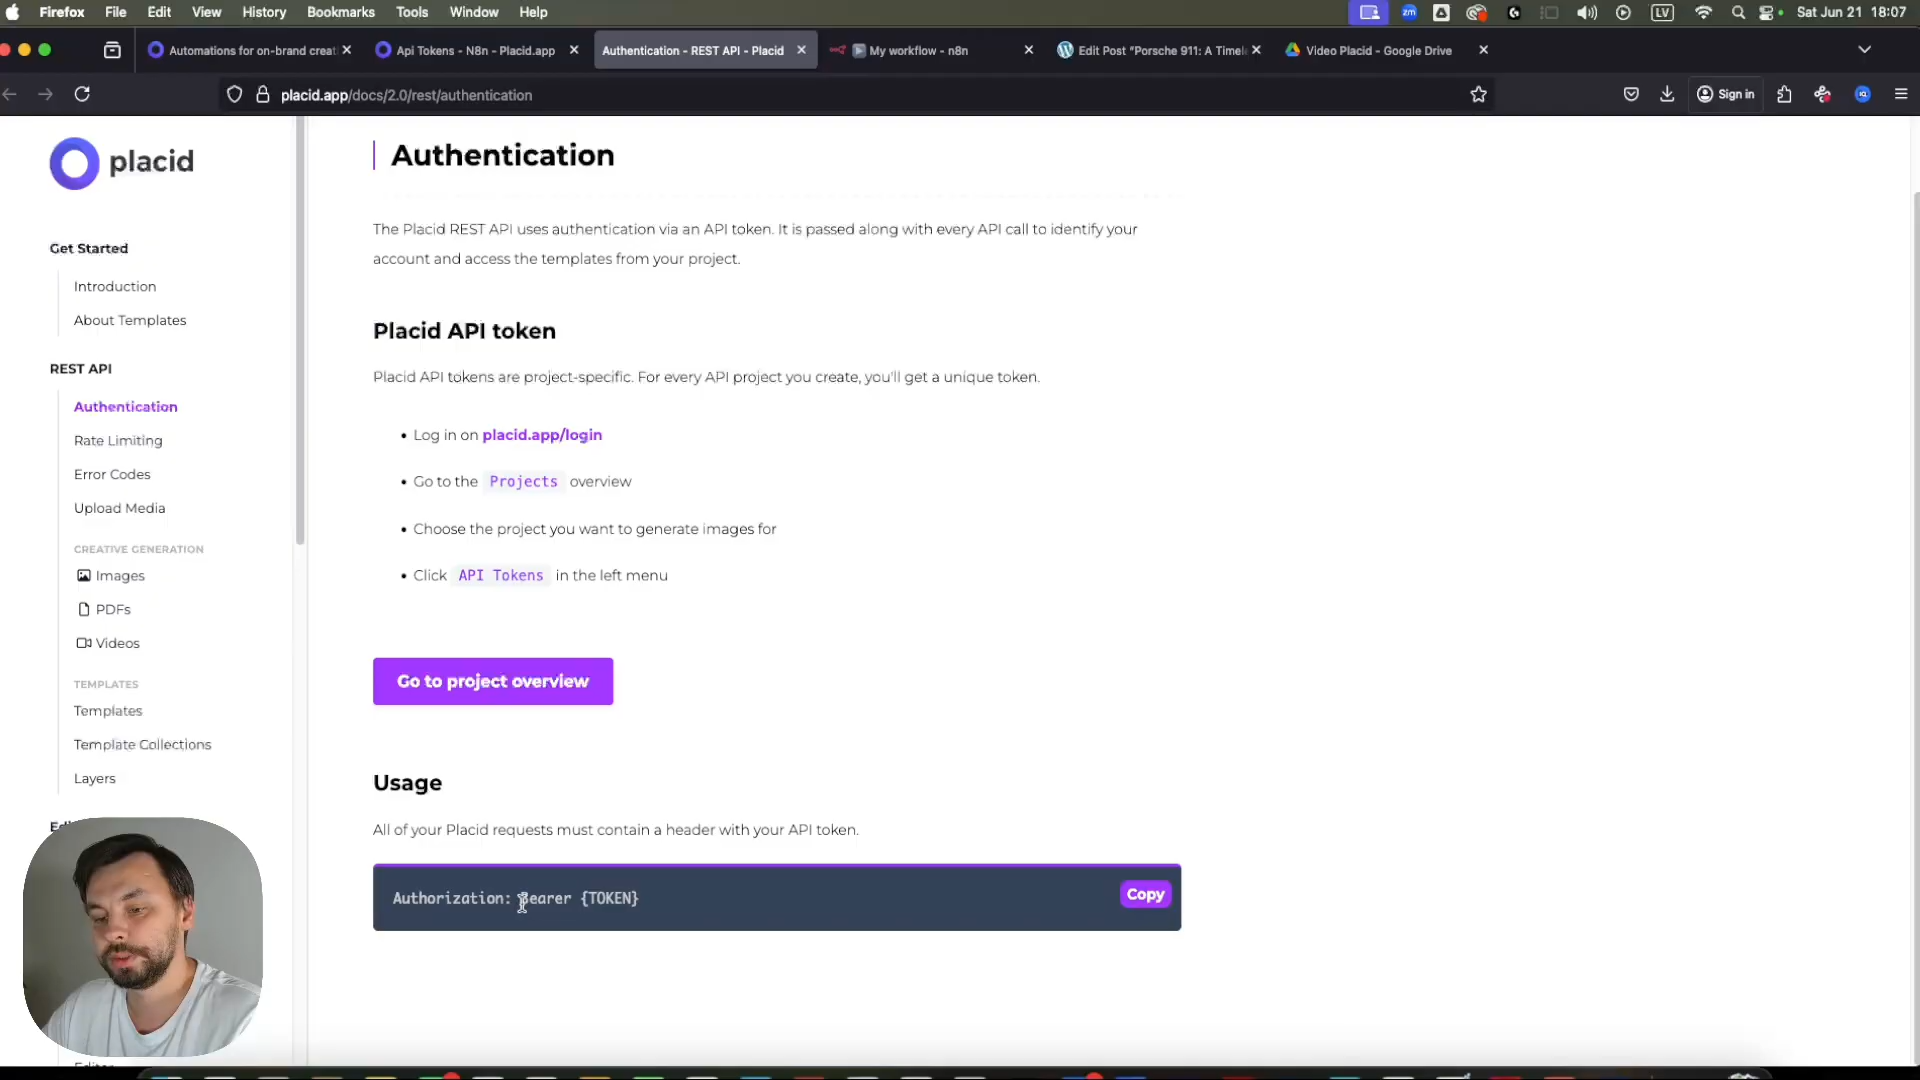 Firefox File Edit View History Bookmarks Tools Window Help
zm LV Sat Jun 21 18:07
Automations for on-brand creat
Api Tokens - N8n - Placid.app
Authentication - REST API - Placid
My workflow - n8n
Edit Post "Porsche 911: A Timel
Video Placid - Google Drive
placid.app/docs/2.0/rest/authentication
Sign in
placid
Get Started
Introduction
About Templates
REST API
Authentication
Rate Limiting
Error Codes
Upload Media
CREATIVE GENERATION
Images
PDFs
Videos
TEMPLATES
Templates
Template Collections
Layers
Authentication
The Placid REST API uses authentication via an API token. It is passed along with every API call to identify your
account and access the templates from your project.
Placid API token
Placid API tokens are project-specific. For every API project you create, you'll get a unique token.
Log in on placid.app/login
Go to the Projects overview
Choose the project you want to generate images for
Click API Tokens in the left menu
Go to project overview
Usage
All of your Placid requests must contain a header with your API token.
Authorization: Bearer {TOKEN}
Copy